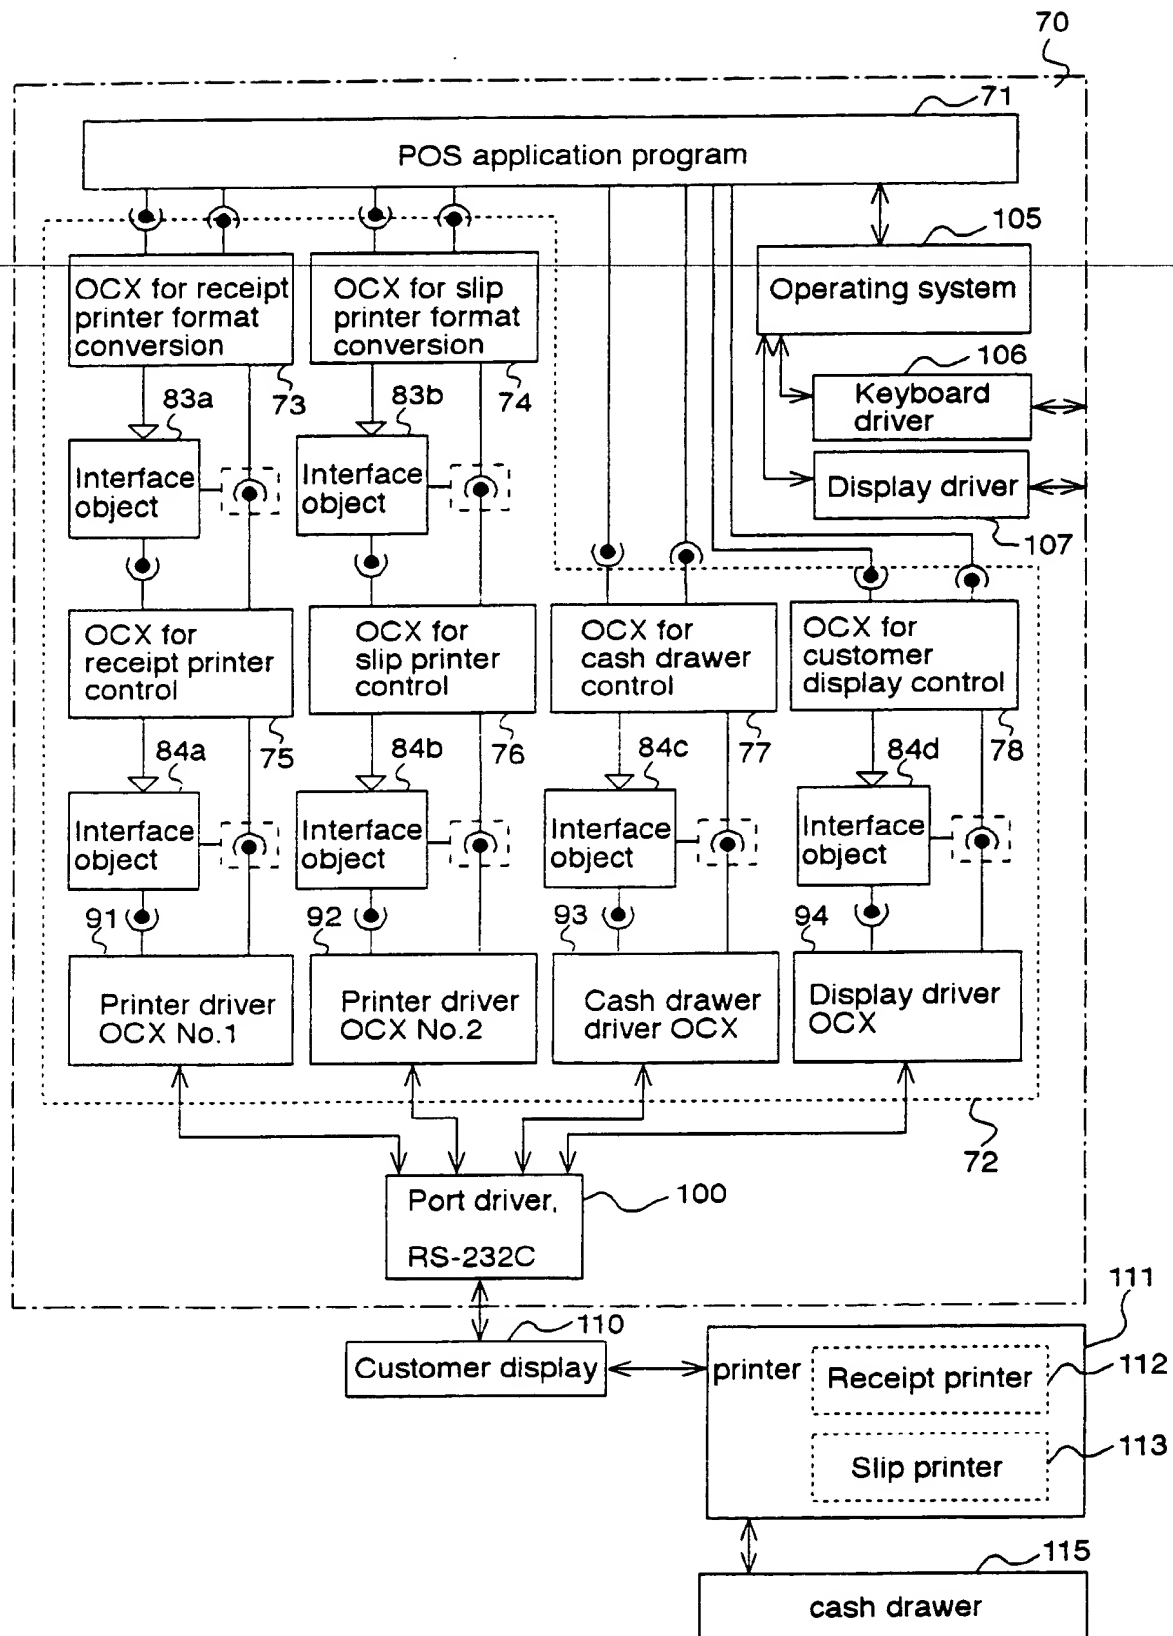 70
71
POS application program
105
OCX for receipt
printer format
conversion
OCX for slip
printer format
conversion
Operating system
106
73
74
83a
83b
Keyboard
driver
Interface
object
Interface
object
Display driver
107
OCX for
receipt printer
control
OCX for
slip printer
control
OCX for
cash drawer
control
OCX for
customer
display control
75
76
77
78
84a
84b
84c
84d
Interface
object
Interface
object
Interface
object
Interface
object
91
92
93
94
Printer driver
OCX No.1
Printer driver
OCX No.2
Cash drawer
driver OCX
Display driver
OCX
72
Port driver,
RS-232C
100
111
110
Customer display
printer
Receipt printer
112
Slip printer
113
115
cash drawer